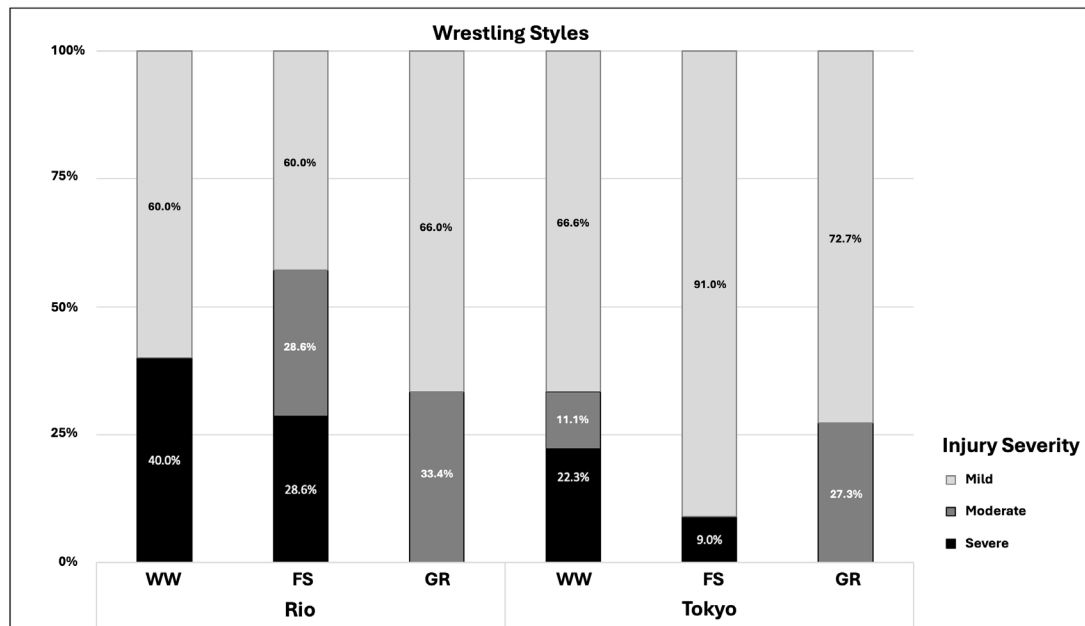 Wrestling Styles
100%
75%
50%
25%
0%
60.0%
40.0%
60.0%
28.6%
28.6%
66.0%
33.4%
66.6%
11.1%
22.3%
91.0%
9.0%
72.7%
27.3%
WW FS GR WW FS GR
Rio Tokyo
Injury Severity
Mild
Moderate
Severe